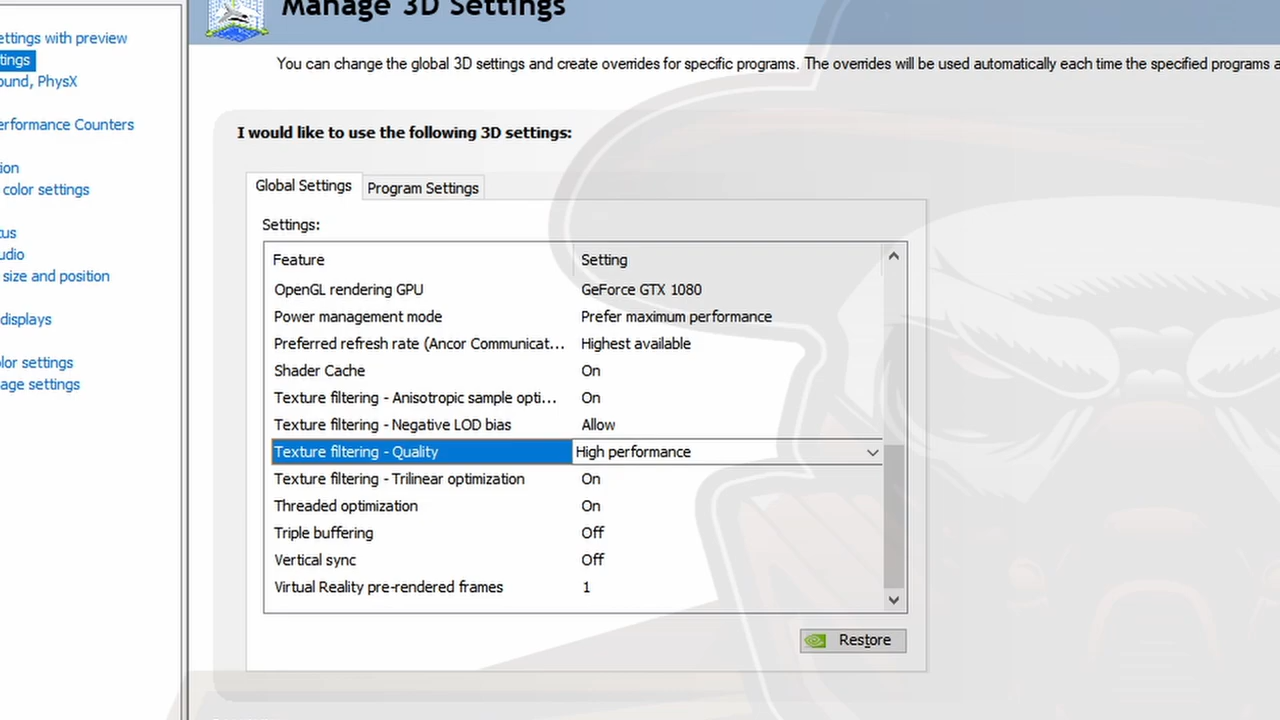 Manage 3D Settings
ettings with preview
tings
ound, PhysX
erformance Counters
ion
color settings
tus
udio
size and position
displays
lor settings
age settings
You can change the global 3D settings and create overrides for specific programs. The overrides will be used automatically each time the specified programs a
I would like to use the following 3D settings:
Global Settings Program Settings
Settings:
Feature Setting
OpenGL rendering GPU GeForce GTX 1080
Power management mode Prefer maximum performance
Preferred refresh rate (Ancor Communicat... Highest available
Shader Cache On
Texture filtering - Anisotropic sample opti... On
Texture filtering - Negative LOD bias Allow
Texture filtering - Quality High performance
Texture filtering - Trilinear optimization On
Threaded optimization On
Triple buffering Off
Vertical sync Off
Virtual Reality pre-rendered frames 1
Restore